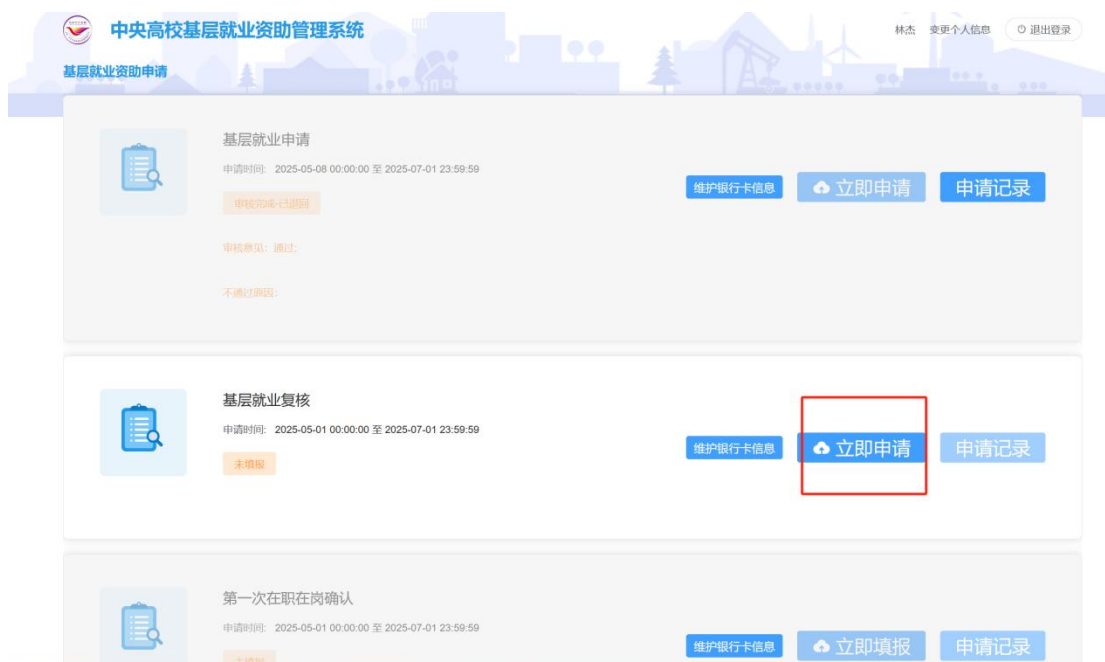 中央高校基层就业资助管理系统
林杰 变更个人信息 退出登录
基层就业资助申请
基层就业申请
申请时间: 2025-05-08 00:00:00 至 2025-07-01 23:59:59
维护银行卡信息 立即申请 申请记录
审核完成-已退回
审核意见：通过;
不通过原因：
基层就业复核
申请时间: 2025-05-01 00:00:00 至 2025-07-01 23:59:59
维护银行卡信息 立即申请 申请记录
未填报
第一次在职在岗确认
申请时间: 2025-05-01 00:00:00 至 2025-07-01 23:59:59
维护银行卡信息 立即填报 申请记录